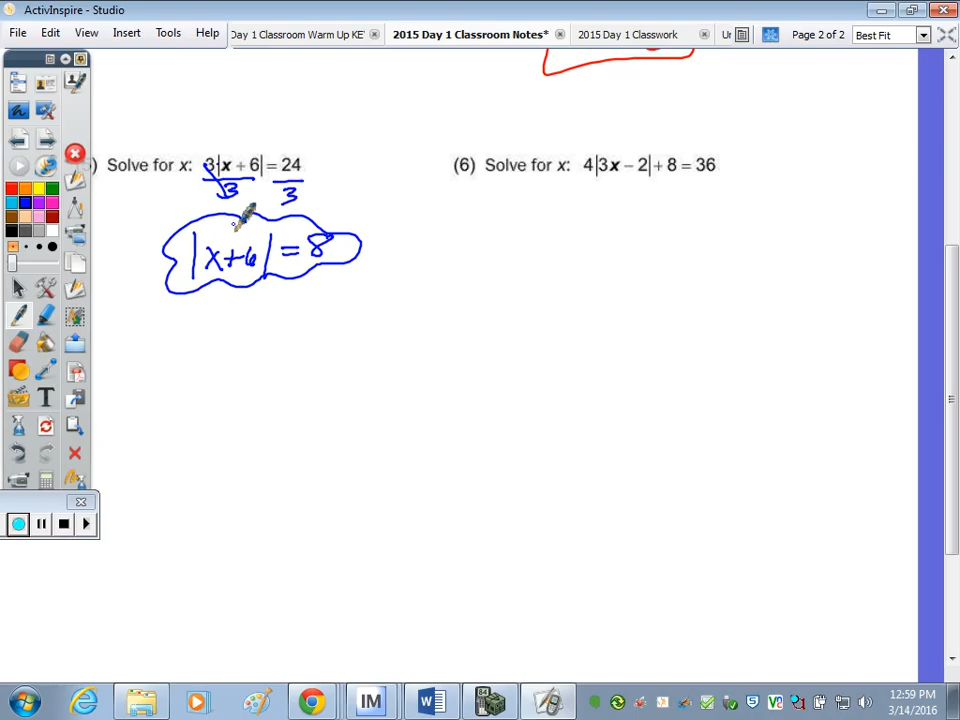 ActivInspire - Studio
File Edit View Insert Tools Help
Day 1 Classroom Warm Up KE
2015 Day 1 Classroom Notes*
2015 Day 1 Classwork
Page 2 of 2
Best Fit
) Solve for x: 3|x + 6| = 24
3 3
|x+6| = 8
(6) Solve for x: 4|3x − 2| + 8 = 36
IM
12:59 PM
3/14/2016